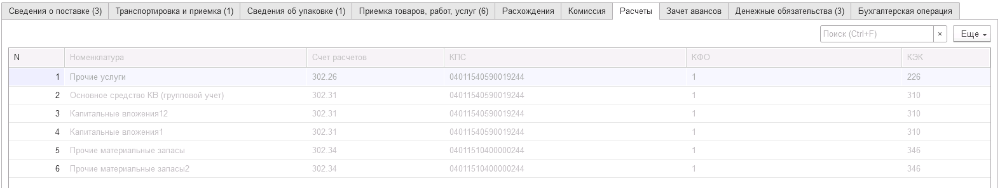 Сведения о поставке (3) Транспортировка и приемка (1) Сведения об упаковке (1) Приемка товаров, работ, услуг (6) Расхождения Комиссия Расчеты Зачет авансов Денежные обязательства (3) Бухгалтерская операция
Поиск (Ctrl+F) × Еще
N Номенклатура Счет расчетов КПС КФО КЭК
1 Прочие услуги 302.26 04011540590019244 1 226
2 Основное средство КВ (групповой учет) 302.31 04011540590019244 1 310
3 Капитальные вложения12 302.31 04011540590019244 1 310
4 Капитальные вложения1 302.31 04011540590019244 1 310
5 Прочие материальные запасы 302.34 04011510400000244 1 346
6 Прочие материальные запасы2 302.34 04011510400000244 1 346